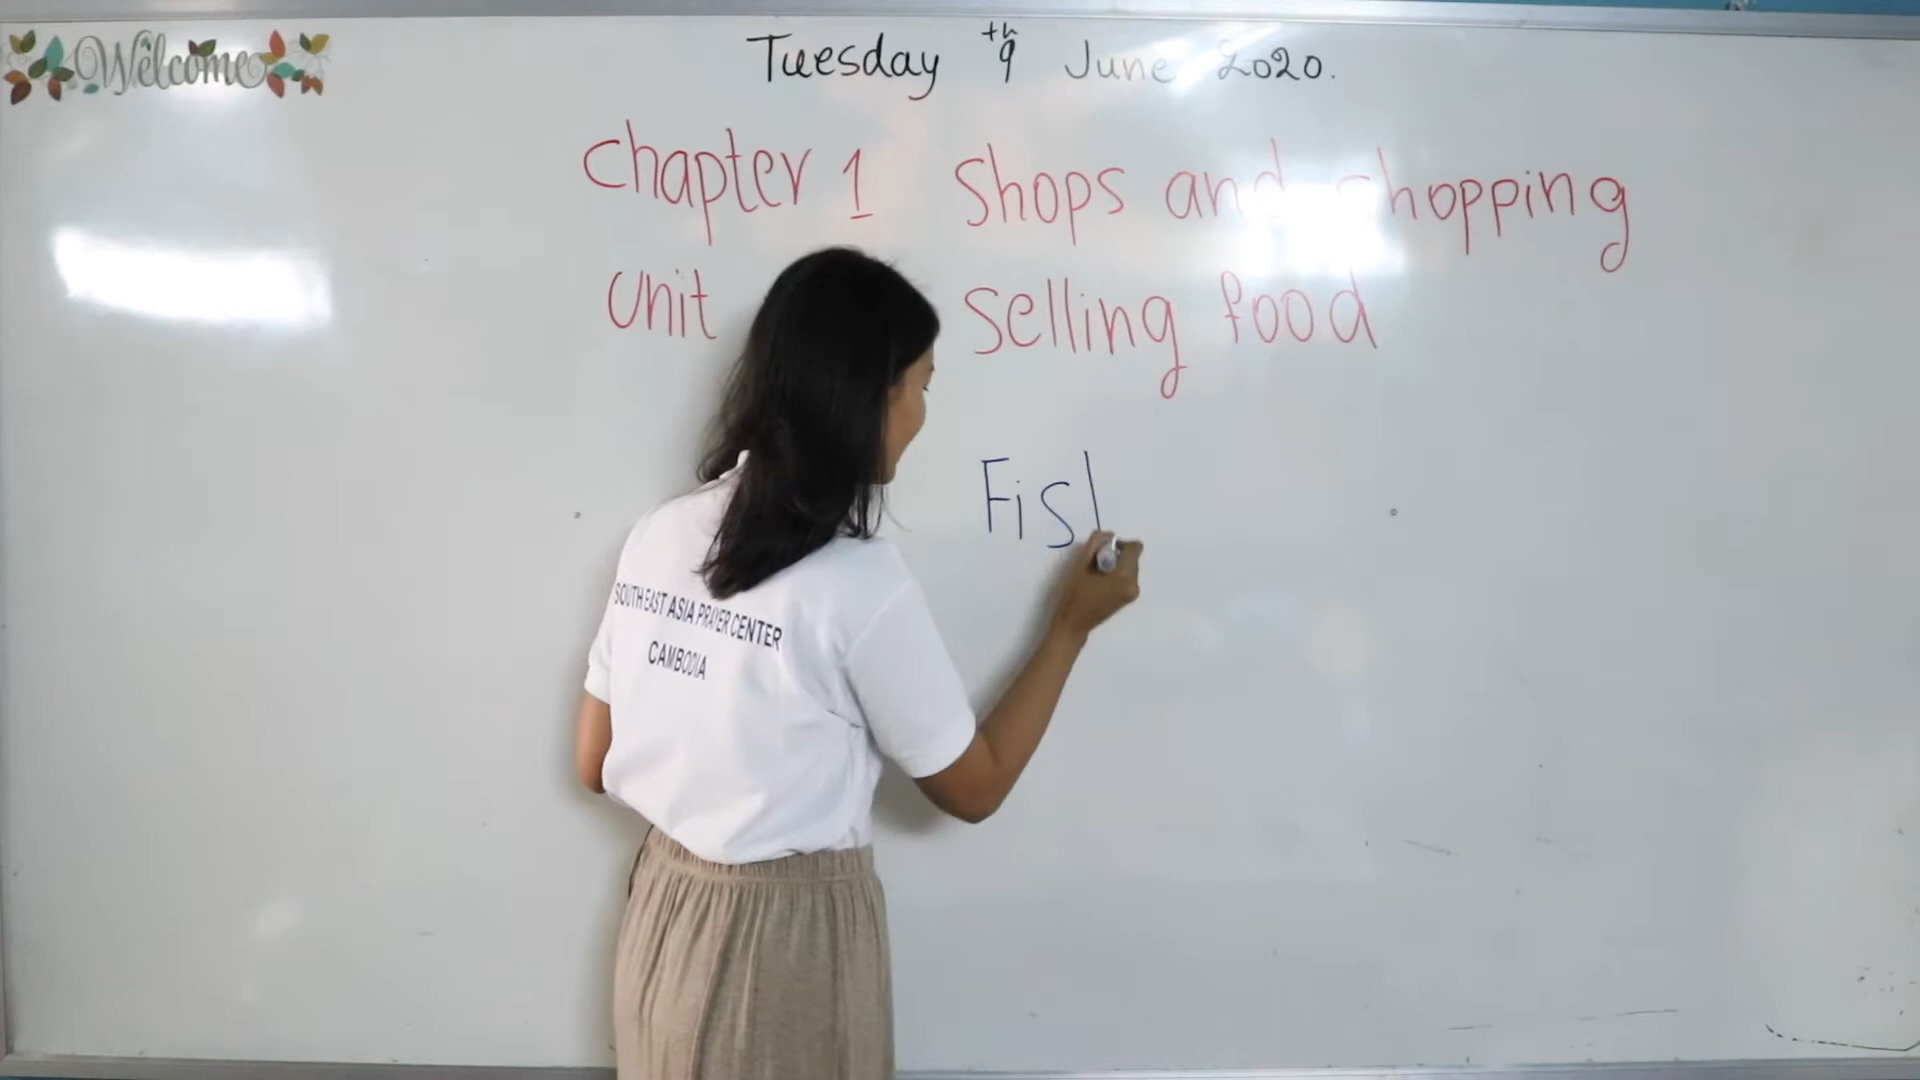 Welcome
Tuesday 9th June 2020.
Chapter 1 Shops and shopping
Unit selling food
Fis
SOUTH EAST ASIA PRAYER CENTER
CAMBODIA